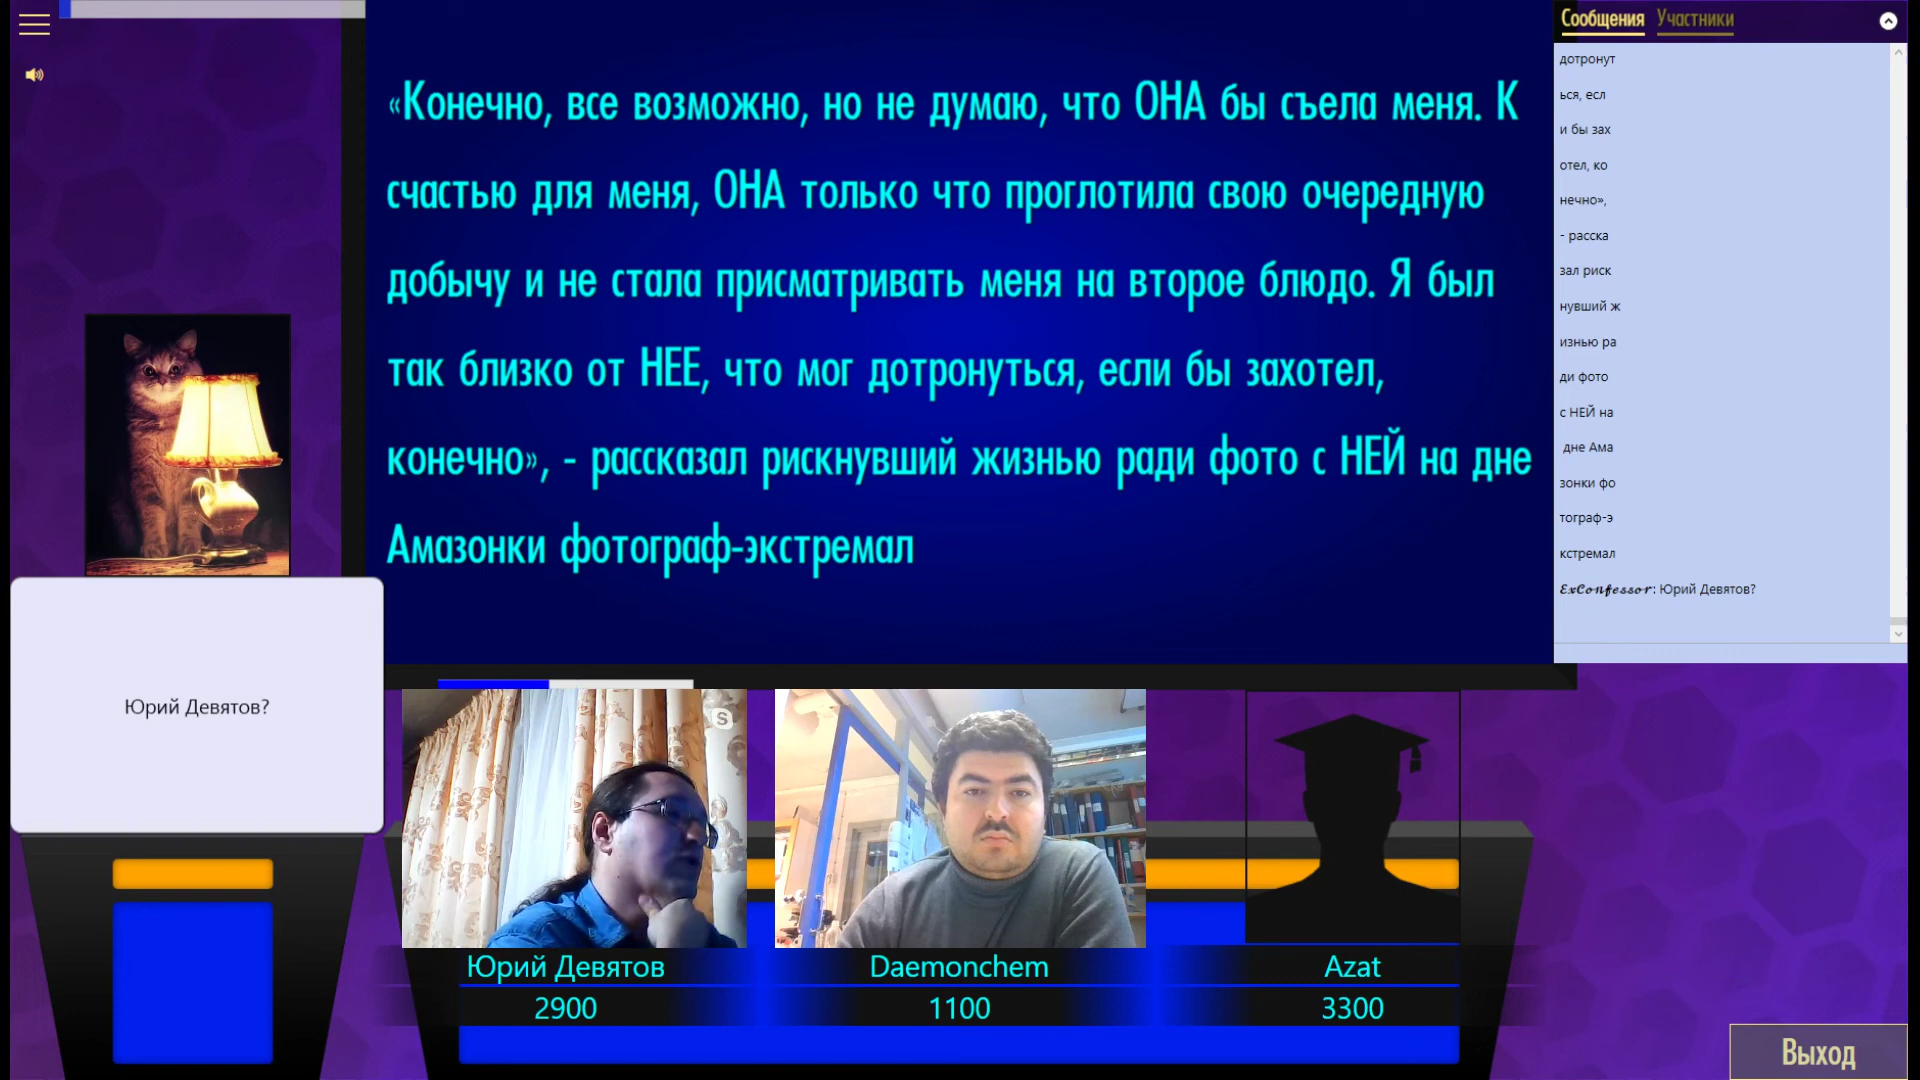 Сообщения Участники
«Конечно, все возможно, но не думаю, что ОНА бы съела меня. К
счастью для меня, ОНА только что проглотила свою очередную
добычу и не стала присматривать меня на второе блюдо. Я был
так близко от НЕЕ, что мог дотронуться, если бы захотел,
конечно», - рассказал рискнувший жизнью ради фото с НЕЙ на дне
Амазонки фотограф-экстремал
дотронут
ься, есл
и бы зах
отел, ко
нечно»,
- расска
зал риск
нувший ж
изнью ра
ди фото
с НЕЙ на
дне Ама
зонки фо
тограф-э
кстремал
ExConfessor: Юрий Девятов?
Юрий Девятов?
S
Юрий Девятов
2900
Daemonchem
1100
Azat
3300
Выход